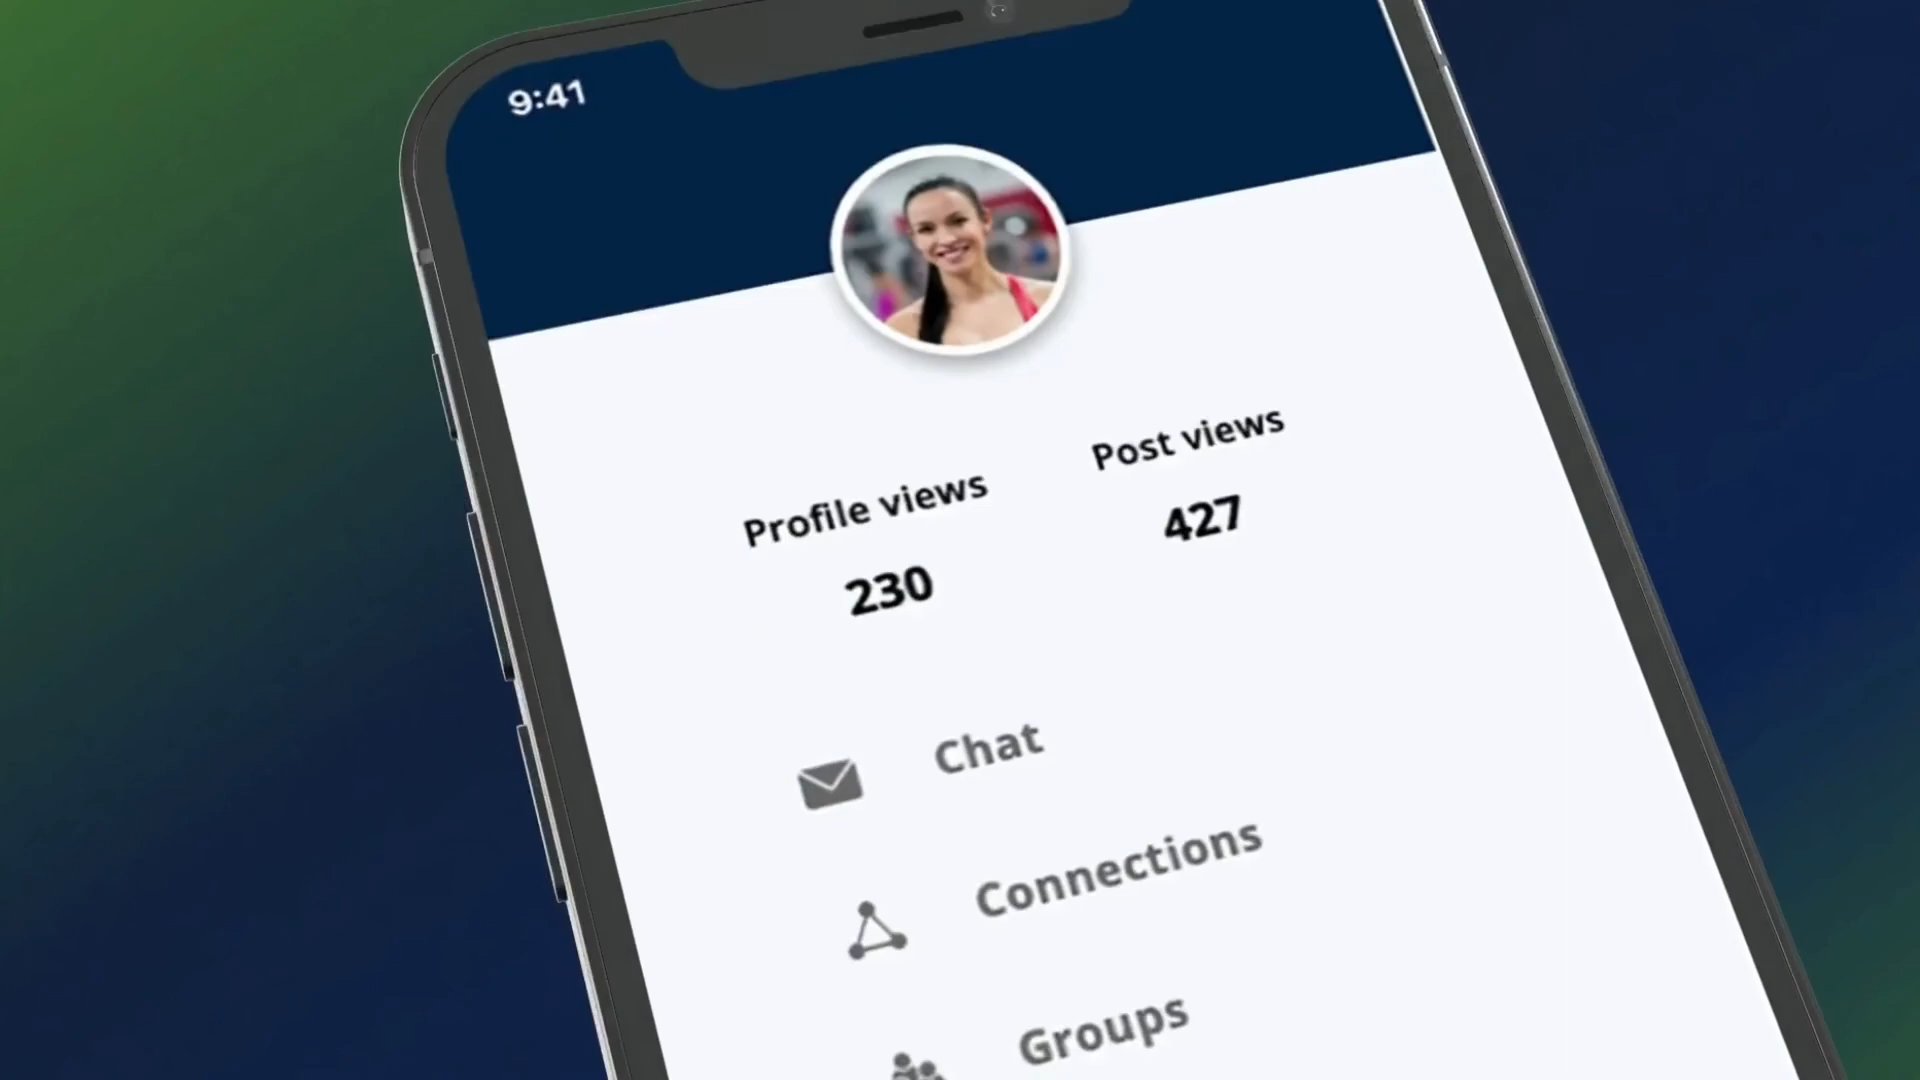 9:41
Profile views
230
Post views
427
Chat
Connections
Groups